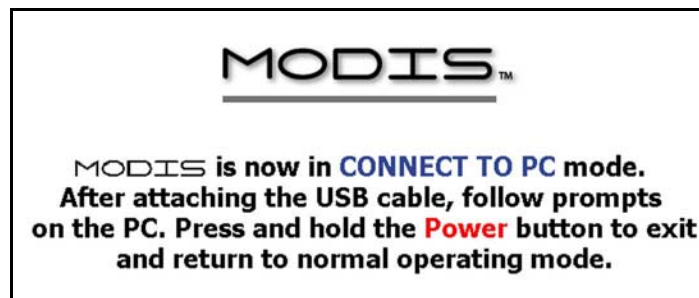 MODIS™
MODIS is now in CONNECT TO PC mode.
After attaching the USB cable, follow prompts
on the PC. Press and hold the Power button to exit
and return to normal operating mode.